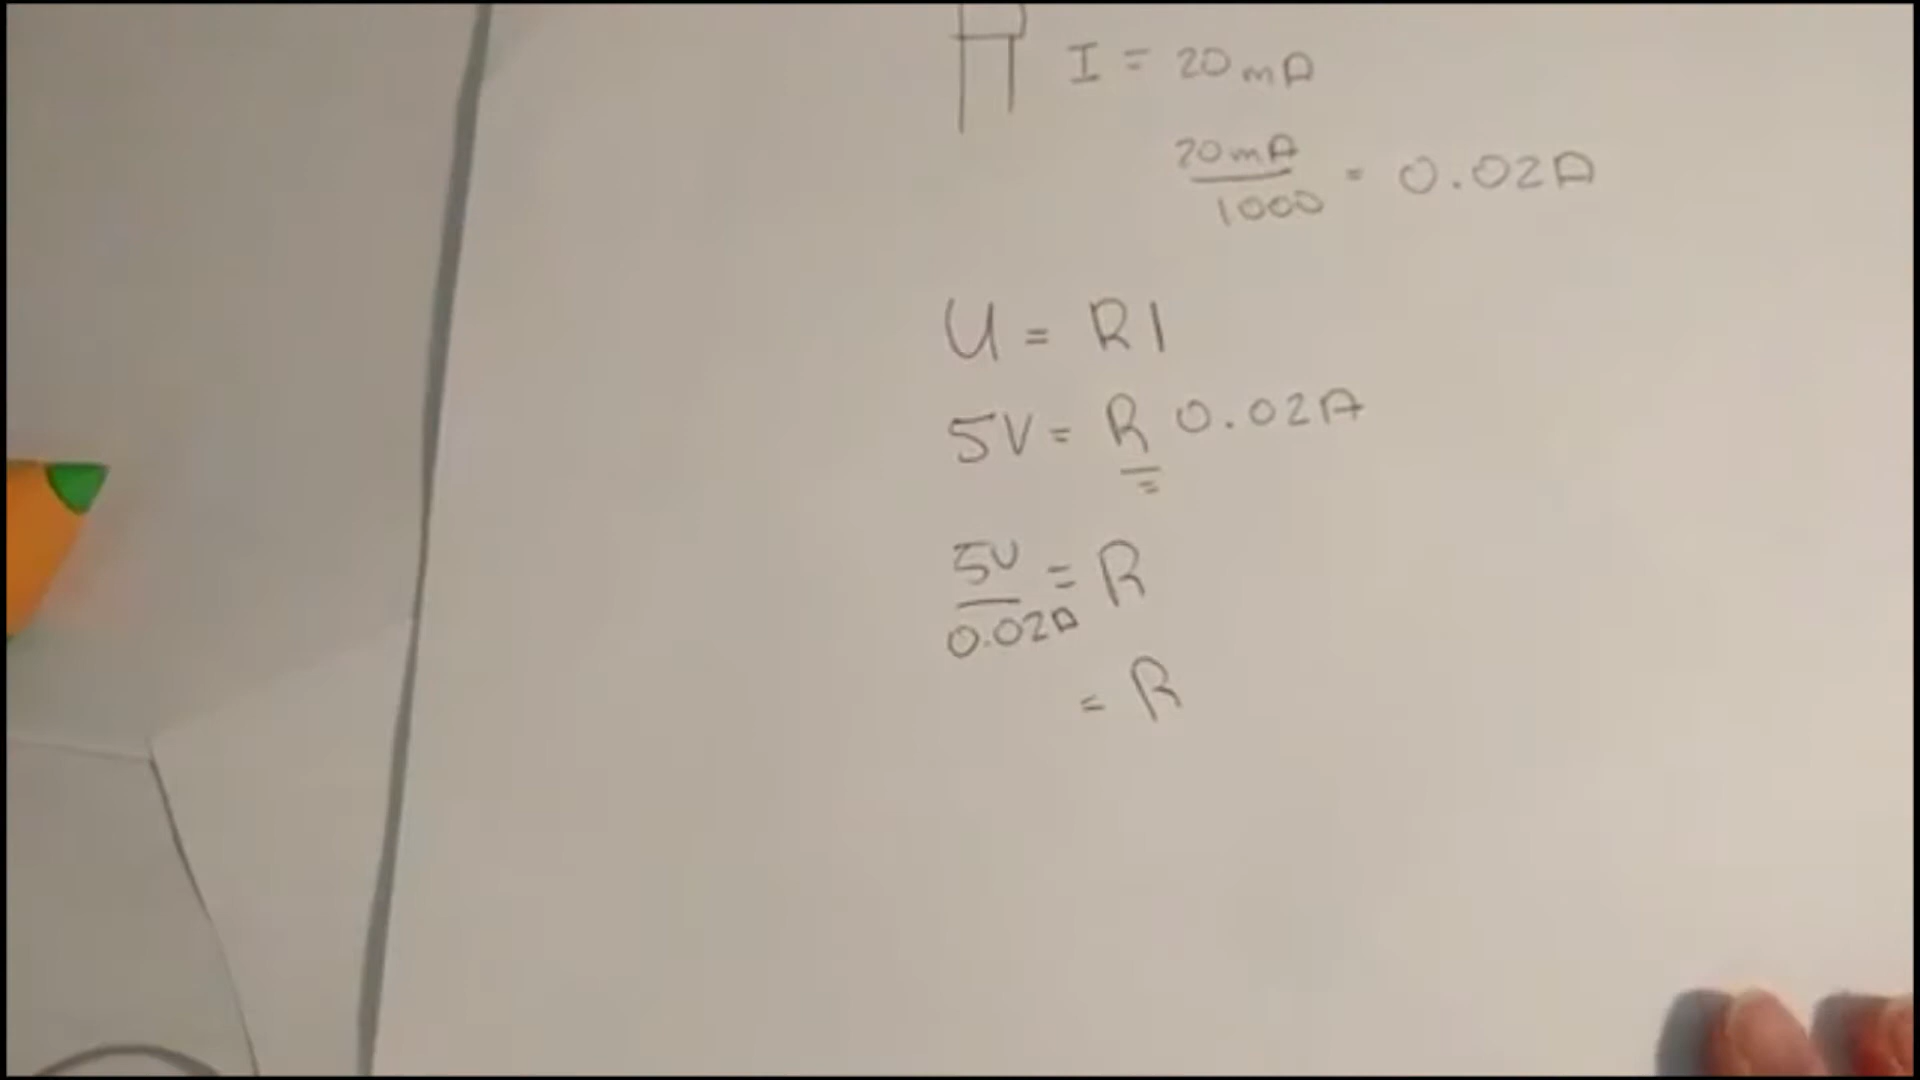 I = 20mA
20mA
1000
= 0.02A
U = RI
5V = R 0.02A
5V
0.02A
= R
= R